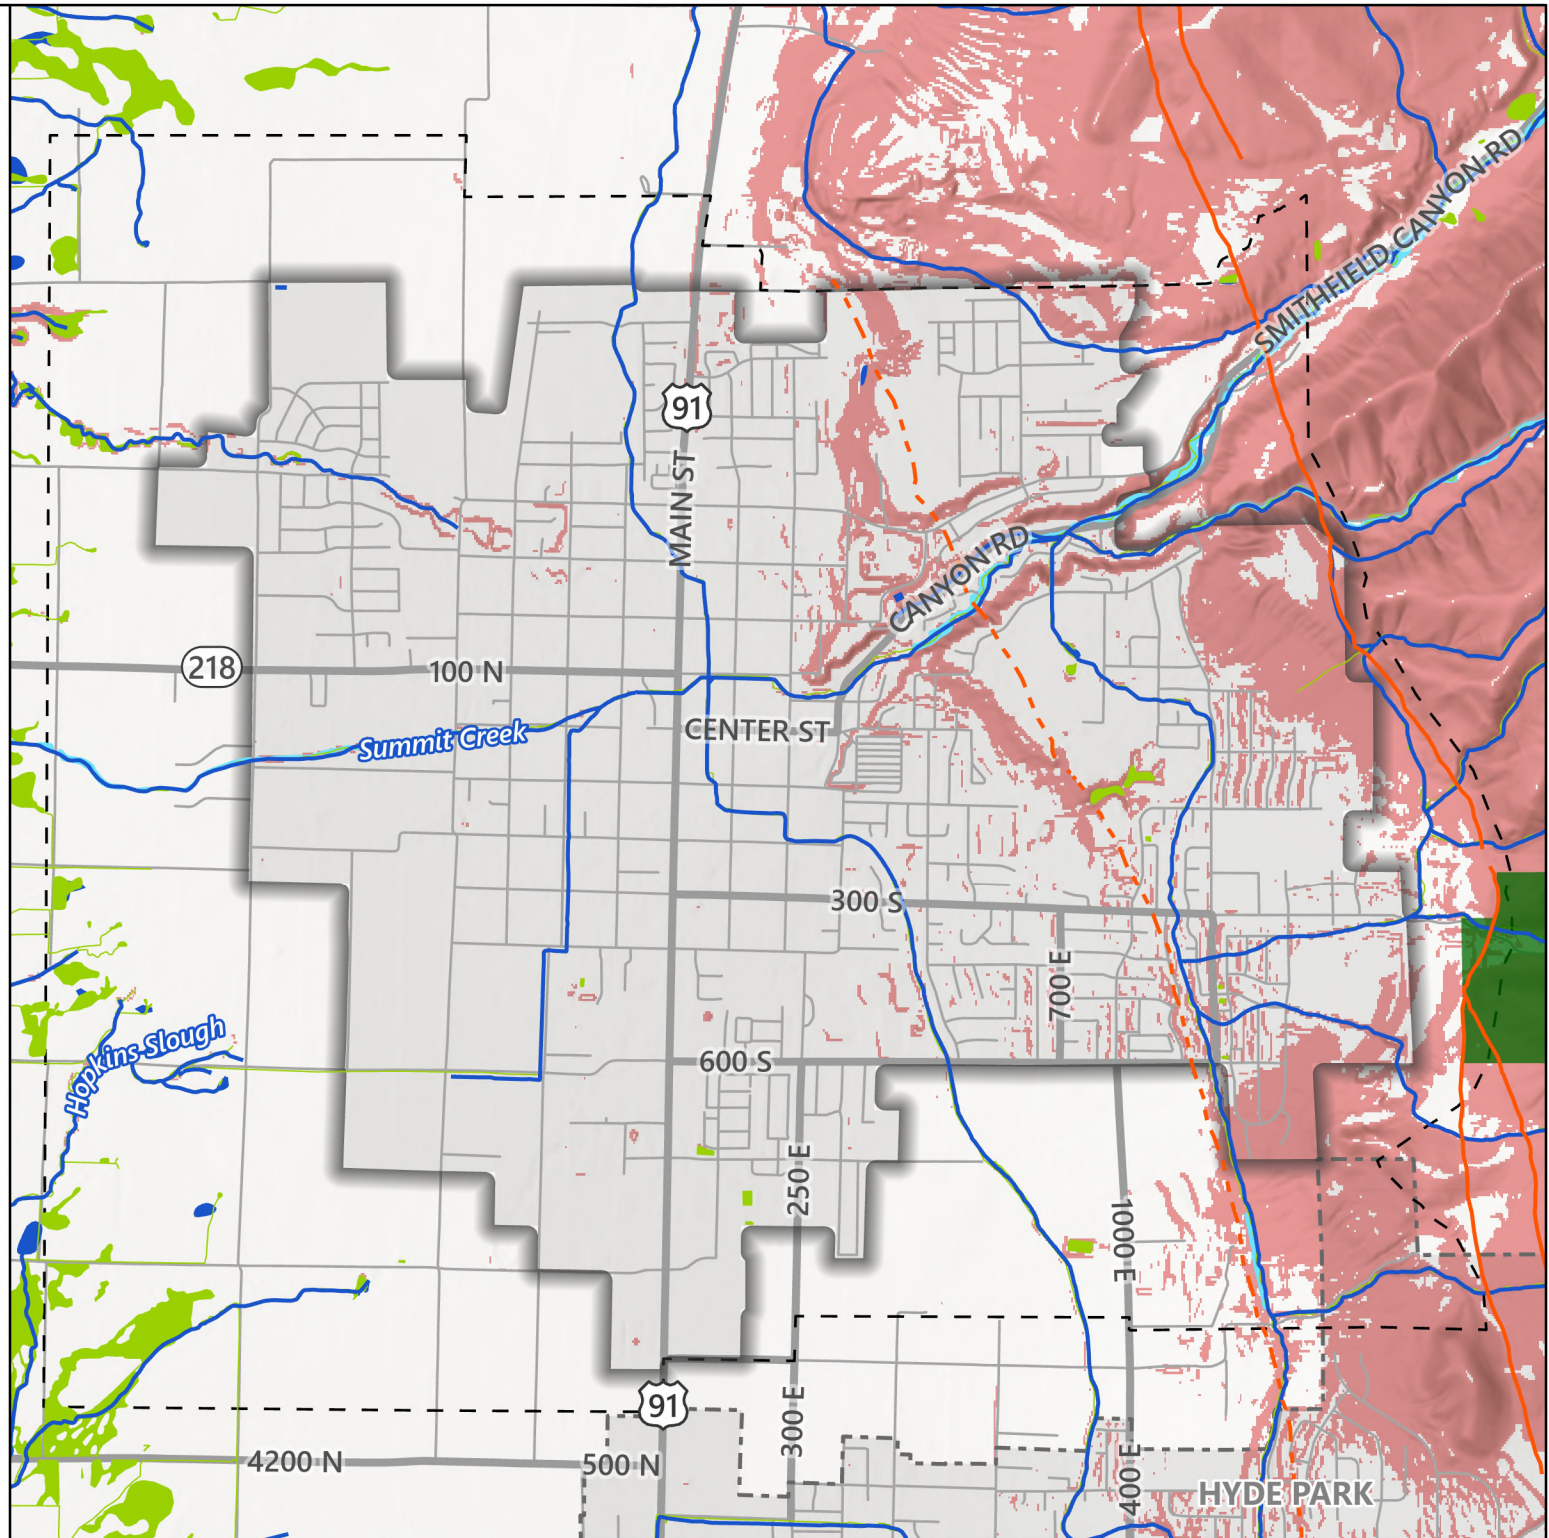 SMITHFIELD CANYON RD
91
MAIN ST
CANYON RD
218
100 N
CENTER ST
Summit Creek
300 S
700 E
Hopkins Slough
600 S
250 E
1000 E
91
300 E
4200 N
500 N
400 E
HYDE PARK